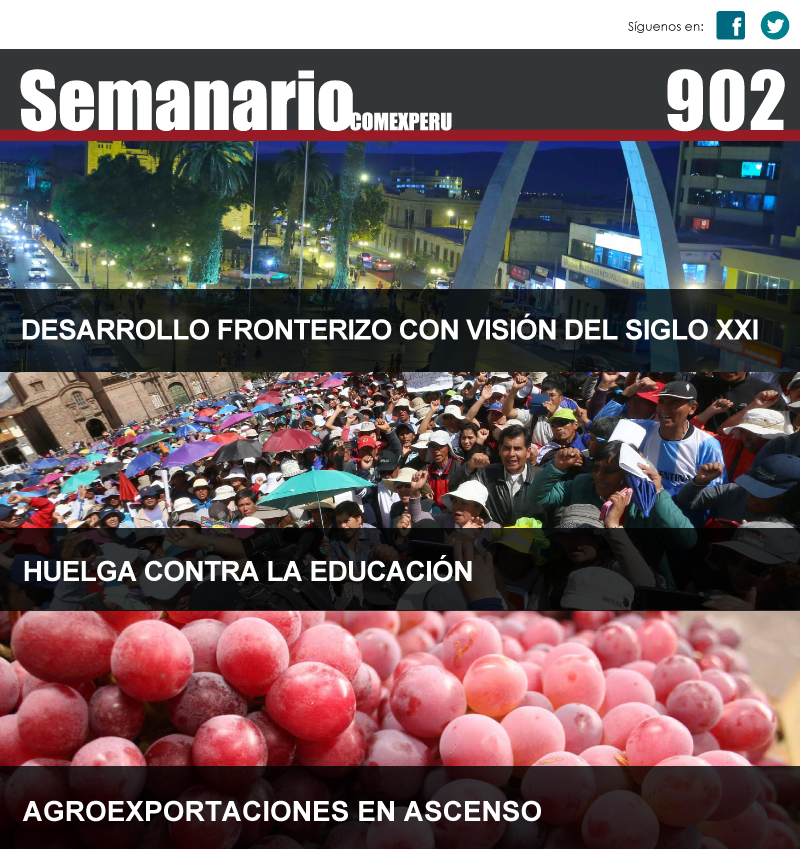 Síguenos en:
Semanario COMEXPERU
902
DESARROLLO FRONTERIZO CON VISIÓN DEL SIGLO XXI
HUELGA CONTRA LA EDUCACIÓN
AGROEXPORTACIONES EN ASCENSO